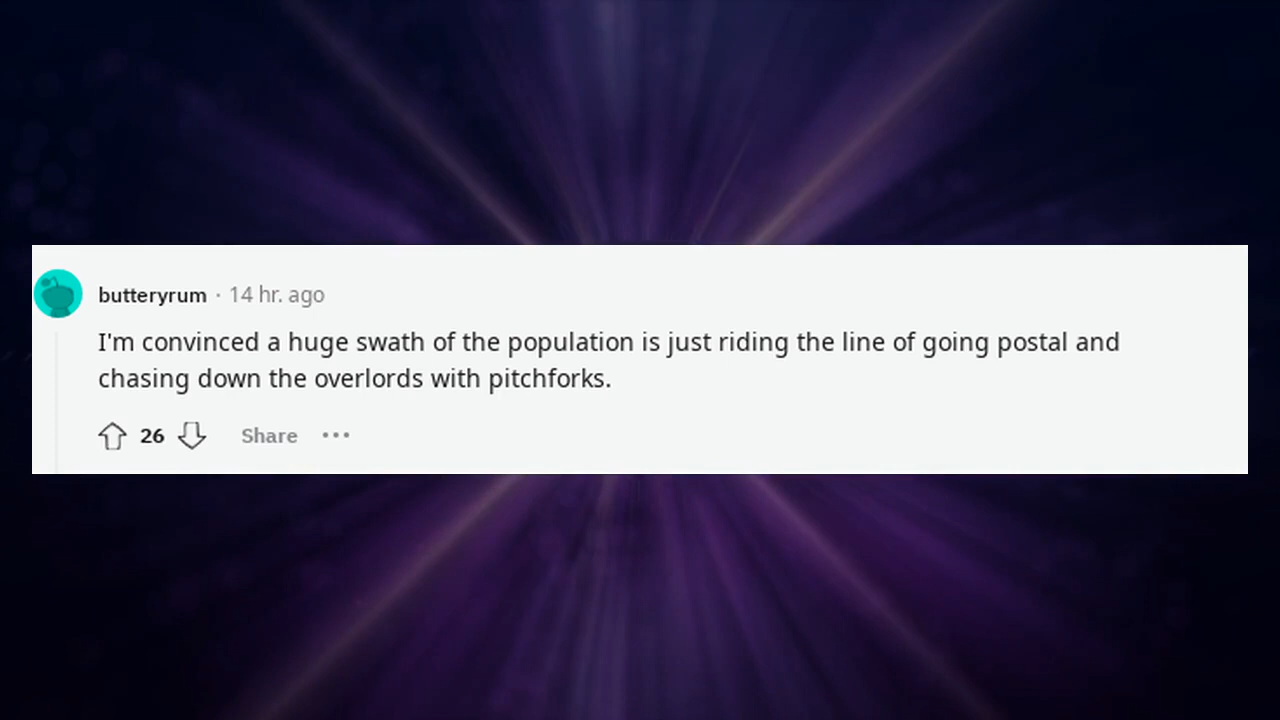 butteryrum · 14 hr. ago
I'm convinced a huge swath of the population is just riding the line of going postal and
chasing down the overlords with pitchforks.
26 Share •••